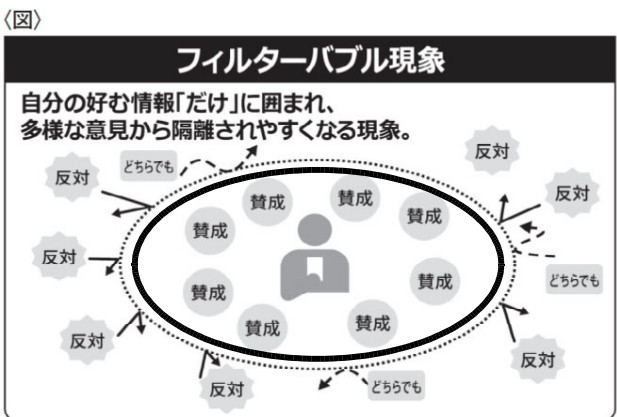 〈図〉
フィルターバブル現象
自分の好む情報「だけ」に囲まれ、
多様な意見から隔離されやすくなる現象。
反対
どちらでも
反対
反対
賛成
賛成
賛成
賛成
反対
賛成
どちらでも
賛成
反対
賛成
賛成
反対
反対
どちらでも